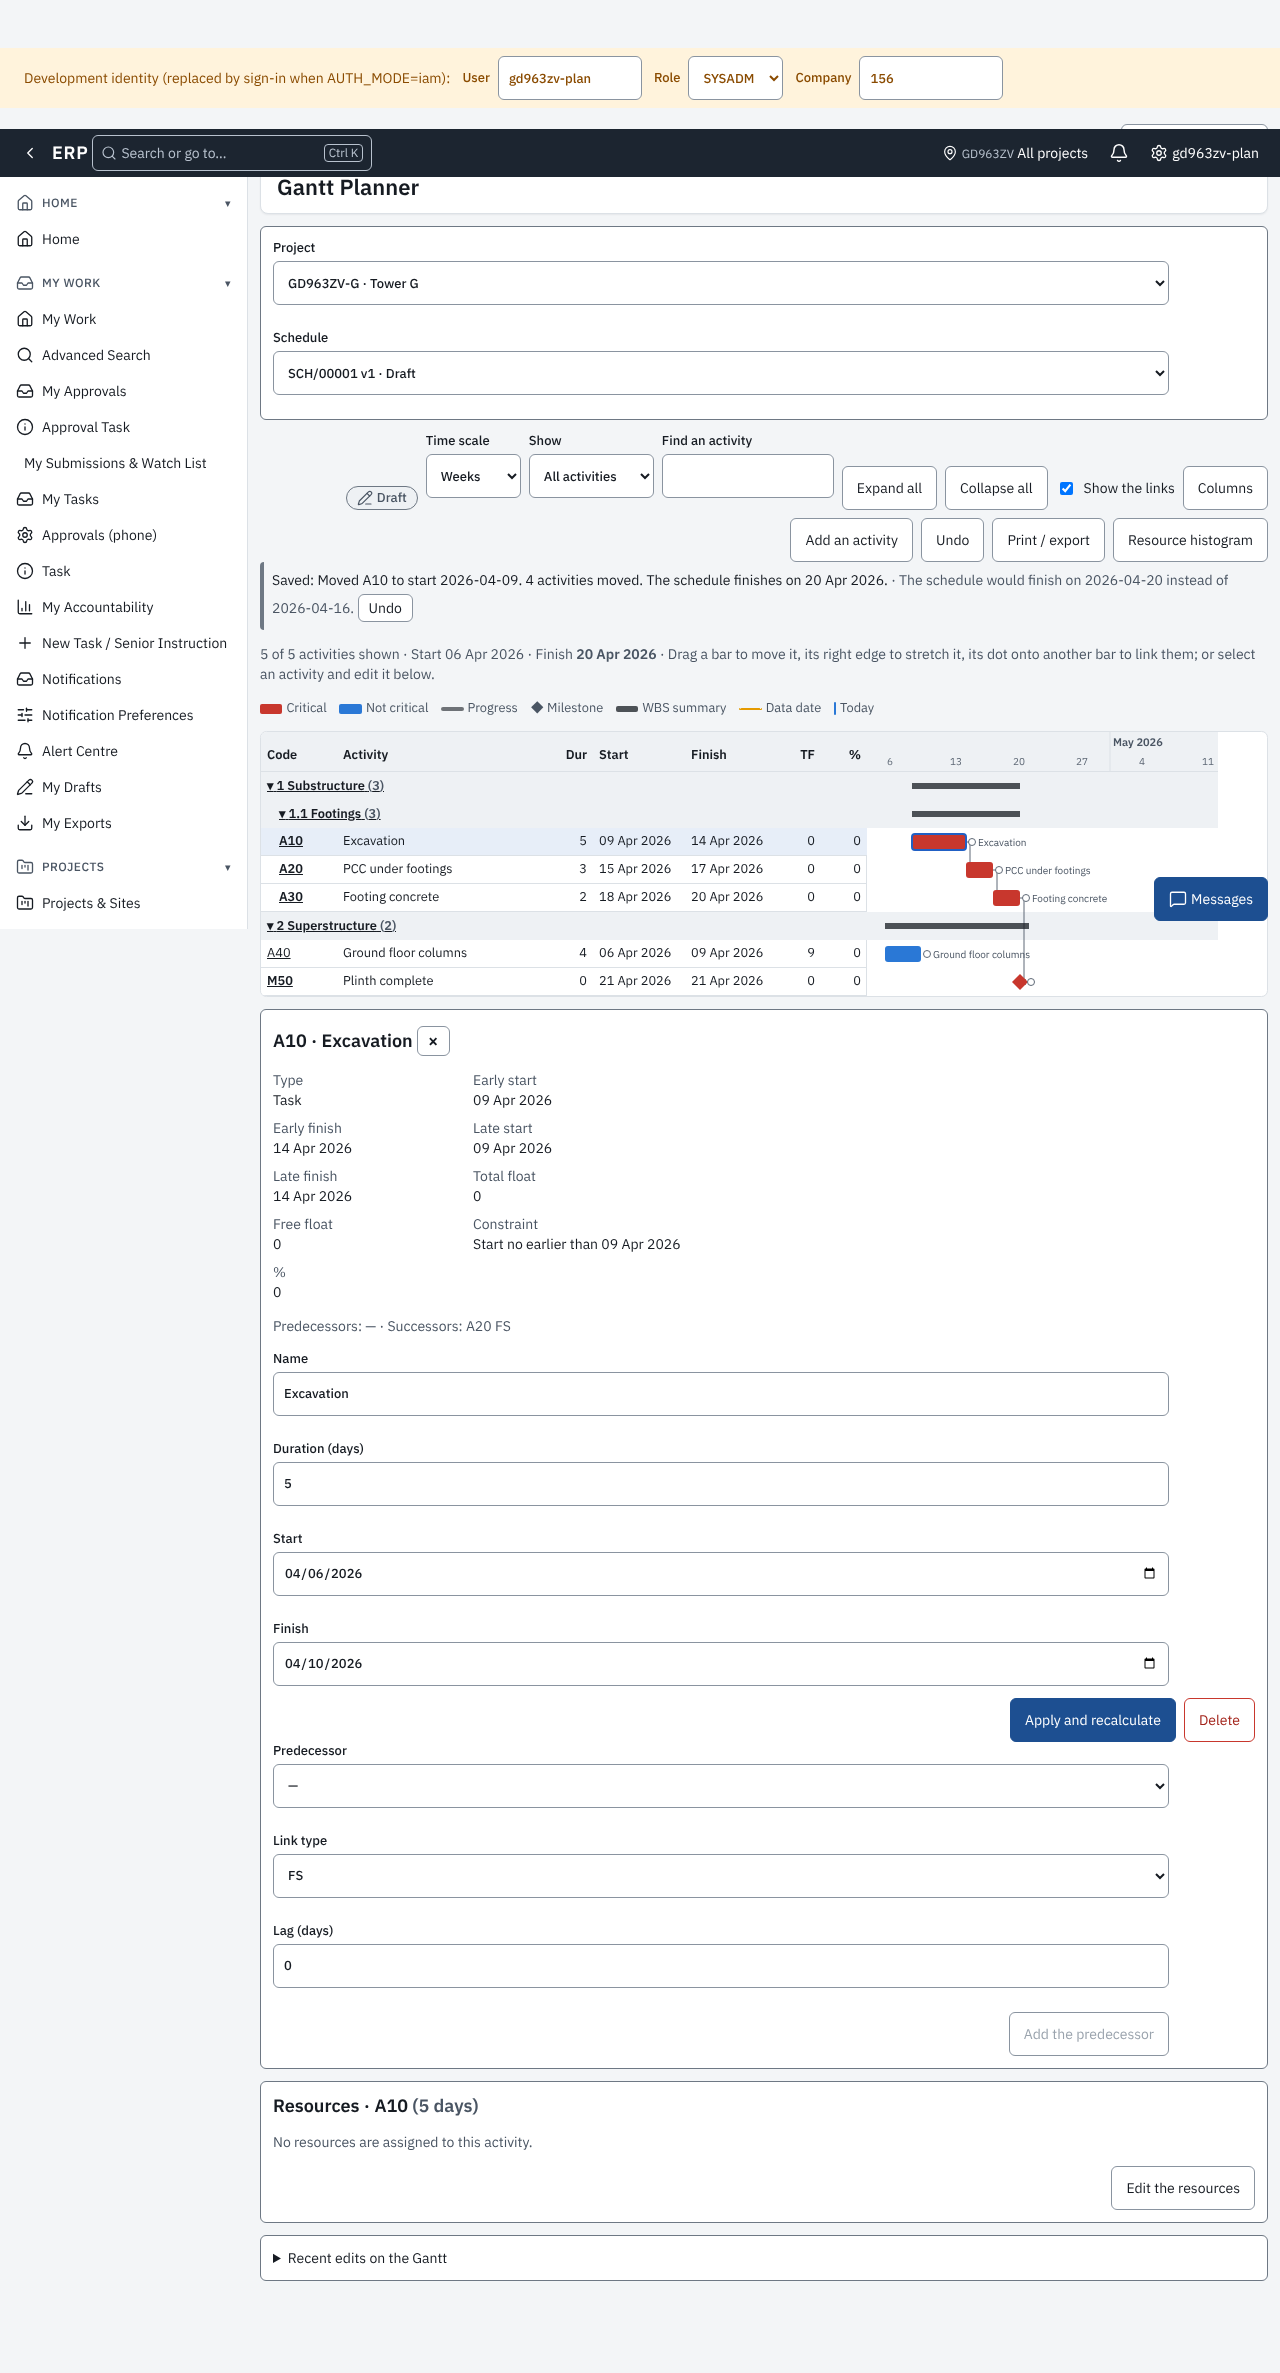 Development identity (replaced by sign-in when AUTH_MODE=iam): User gd963zv-plan Role SYSADM Company 156
ERP Search or go to... Ctrl K GD963ZV All projects gd963zv-plan
HOME
Home
MY WORK
My Work
Advanced Search
My Approvals
Approval Task
My Submissions & Watch List
My Tasks
Approvals (phone)
Task
My Accountability
New Task / Senior Instruction
Notifications
Notification Preferences
Alert Centre
My Drafts
My Exports
PROJECTS
Projects & Sites
Gantt Planner
Project
GD963ZV-G · Tower G
Schedule
SCH/00001 v1 · Draft
Time scale Show Find an activity
Draft Weeks All activities Expand all Collapse all Show the links Columns
Add an activity Undo Print / export Resource histogram
Saved: Moved A10 to start 2026-04-09. 4 activities moved. The schedule finishes on 20 Apr 2026. · The schedule would finish on 2026-04-20 instead of
2026-04-16. Undo
5 of 5 activities shown · Start 06 Apr 2026 · Finish 20 Apr 2026 · Drag a bar to move it, its right edge to stretch it, its dot onto another bar to link them; or select
an activity and edit it below.
Critical Not critical Progress Milestone WBS summary Data date Today
May 2026
Code Activity Dur Start Finish TF % 6 13 20 27 4 11
▾ 1 Substructure (3)
▾ 1.1 Footings (3)
A10 Excavation 5 09 Apr 2026 14 Apr 2026 0 0 Excavation
A20 PCC under footings 3 15 Apr 2026 17 Apr 2026 0 0 PCC under footings
A30 Footing concrete 2 18 Apr 2026 20 Apr 2026 0 0 Footing concrete
Messages
▾ 2 Superstructure (2)
A40 Ground floor columns 4 06 Apr 2026 09 Apr 2026 9 0 Ground floor columns
M50 Plinth complete 0 21 Apr 2026 21 Apr 2026 0 0
A10 · Excavation ×
Type Early start
Task 09 Apr 2026
Early finish Late start
14 Apr 2026 09 Apr 2026
Late finish Total float
14 Apr 2026 0
Free float Constraint
0 Start no earlier than 09 Apr 2026
%
0
Predecessors: — · Successors: A20 FS
Name
Excavation
Duration (days)
5
Start
04/06/2026
Finish
04/10/2026
Apply and recalculate Delete
Predecessor
—
Link type
FS
Lag (days)
0
Add the predecessor
Resources · A10 (5 days)
No resources are assigned to this activity.
Edit the resources
▶ Recent edits on the Gantt